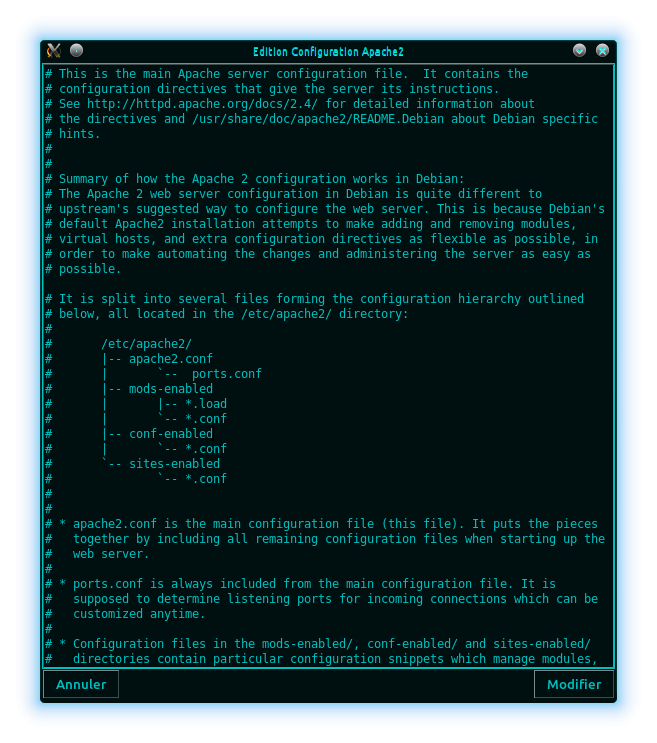 Edition Configuration Apache2
# This is the main Apache server configuration file.  It contains the
# configuration directives that give the server its instructions.
# See http://httpd.apache.org/docs/2.4/ for detailed information about
# the directives and /usr/share/doc/apache2/README.Debian about Debian specific
# hints.
#
#
# Summary of how the Apache 2 configuration works in Debian:
# The Apache 2 web server configuration in Debian is quite different to
# upstream's suggested way to configure the web server. This is because Debian's
# default Apache2 installation attempts to make adding and removing modules,
# virtual hosts, and extra configuration directives as flexible as possible, in
# order to make automating the changes and administering the server as easy as
# possible.

# It is split into several files forming the configuration hierarchy outlined
# below, all located in the /etc/apache2/ directory:
#
#       /etc/apache2/
#       |-- apache2.conf
#       |       `--  ports.conf
#       |-- mods-enabled
#       |       |-- *.load
#       |       `-- *.conf
#       |-- conf-enabled
#       |       `-- *.conf
#       `-- sites-enabled
#               `-- *.conf
#
#
# * apache2.conf is the main configuration file (this file). It puts the pieces
#   together by including all remaining configuration files when starting up the
#   web server.
#
# * ports.conf is always included from the main configuration file. It is
#   supposed to determine listening ports for incoming connections which can be
#   customized anytime.
#
# * Configuration files in the mods-enabled/, conf-enabled/ and sites-enabled/
#   directories contain particular configuration snippets which manage modules,
Annuler
Modifier